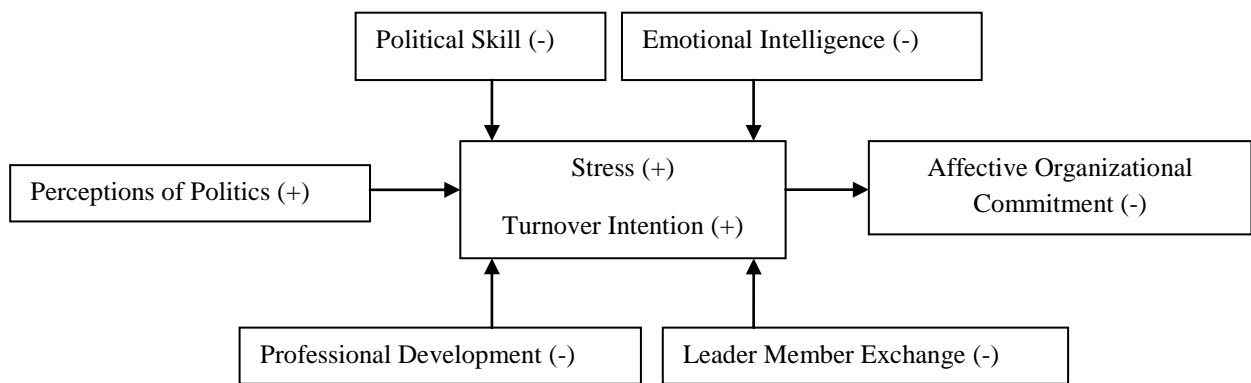 Political Skill (-)
Emotional Intelligence (-)
Perceptions of Politics (+)
Stress (+)
Turnover Intention (+)
Affective Organizational
Commitment (-)
Professional Development (-)
Leader Member Exchange (-)